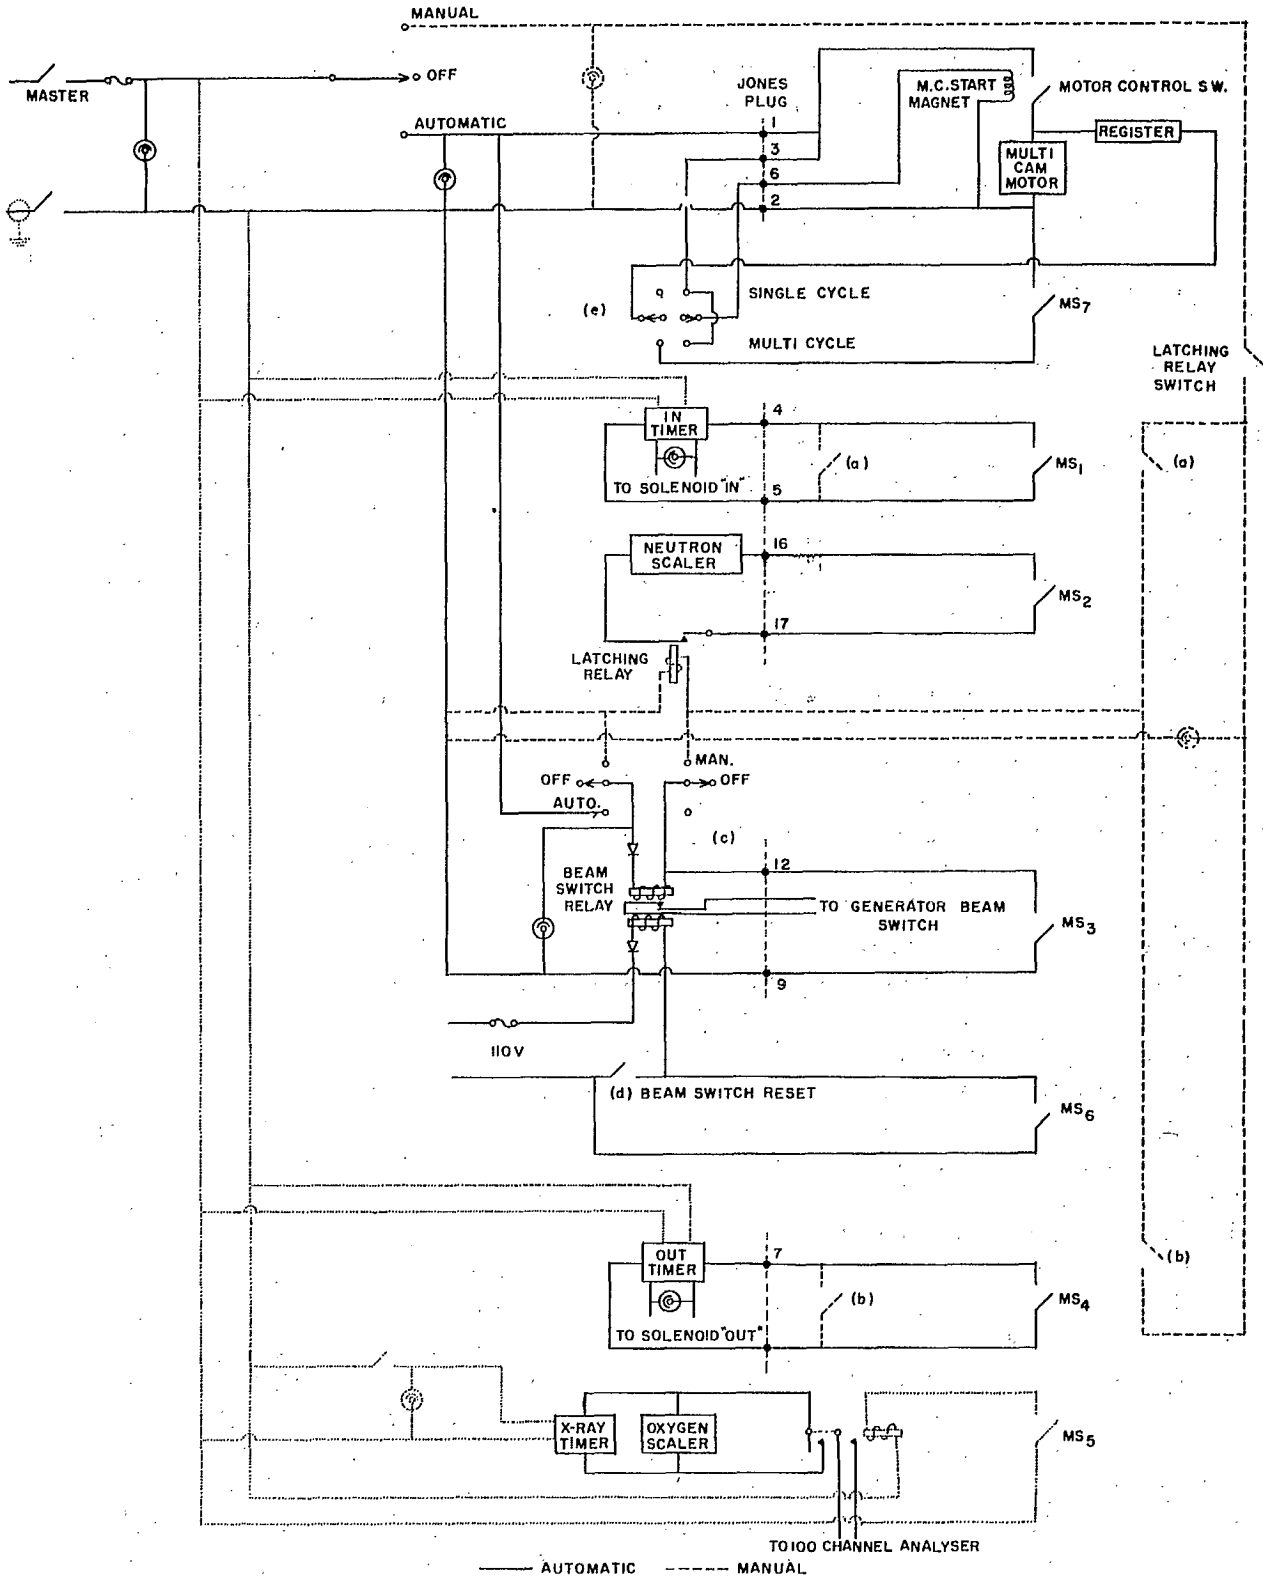 MANUAL
MASTER
OFF
AUTOMATIC
JONES
PLUG
1
3
6
2
M.C.START
MAGNET
MOTOR CONTROL SW.
REGISTER
MULTI
CAM
MOTOR
(e)
SINGLE CYCLE
MULTI CYCLE
MS7
LATCHING
RELAY
SWITCH
IN
TIMER
4
(a)
MS1
(a)
TO SOLENOID "IN"
5
NEUTRON
SCALER
16
MS2
17
LATCHING
RELAY
MAN.
OFF
OFF
AUTO.
(c)
BEAM
SWITCH
RELAY
12
TO GENERATOR BEAM
SWITCH
MS3
9
110V
(d) BEAM SWITCH RESET
MS6
OUT
TIMER
7
(b)
(b)
MS4
TO SOLENOID "OUT"
X-RAY
TIMER
OXYGEN
SCALER
MS5
TO 100 CHANNEL ANALYSER
AUTOMATIC
MANUAL